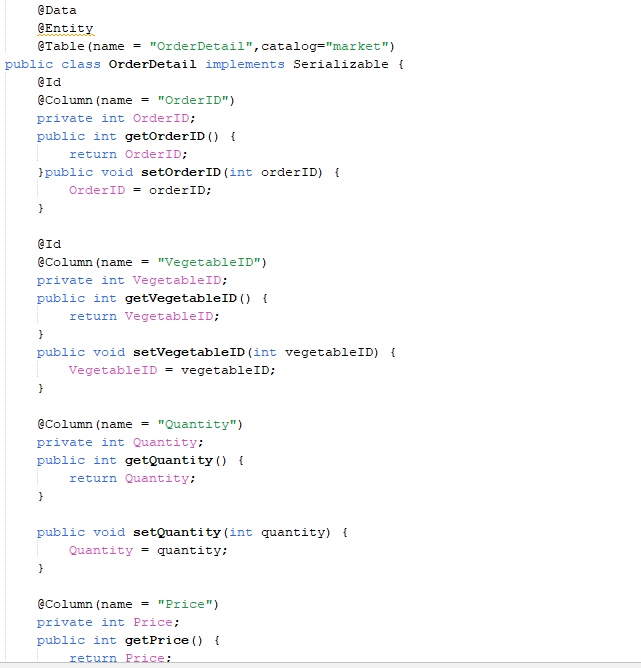 @Data
@Entity
@Table(name = "OrderDetail",catalog="market")
public class OrderDetail implements Serializable {
@Id
@Column(name = "OrderID")
private int OrderID;
public int getOrderID() {
return OrderID;
}public void setOrderID(int orderID) {
OrderID = orderID;
}
@Id
@Column(name = "VegetableID")
private int VegetableID;
public int getVegetableID() {
return VegetableID;
}
public void setVegetableID(int vegetableID) {
VegetableID = vegetableID;
}
@Column(name = "Quantity")
private int Quantity;
public int getQuantity() {
return Quantity;
}
public void setQuantity(int quantity) {
Quantity = quantity;
}
@Column(name = "Price")
private int Price;
public int getPrice() {
return Price;